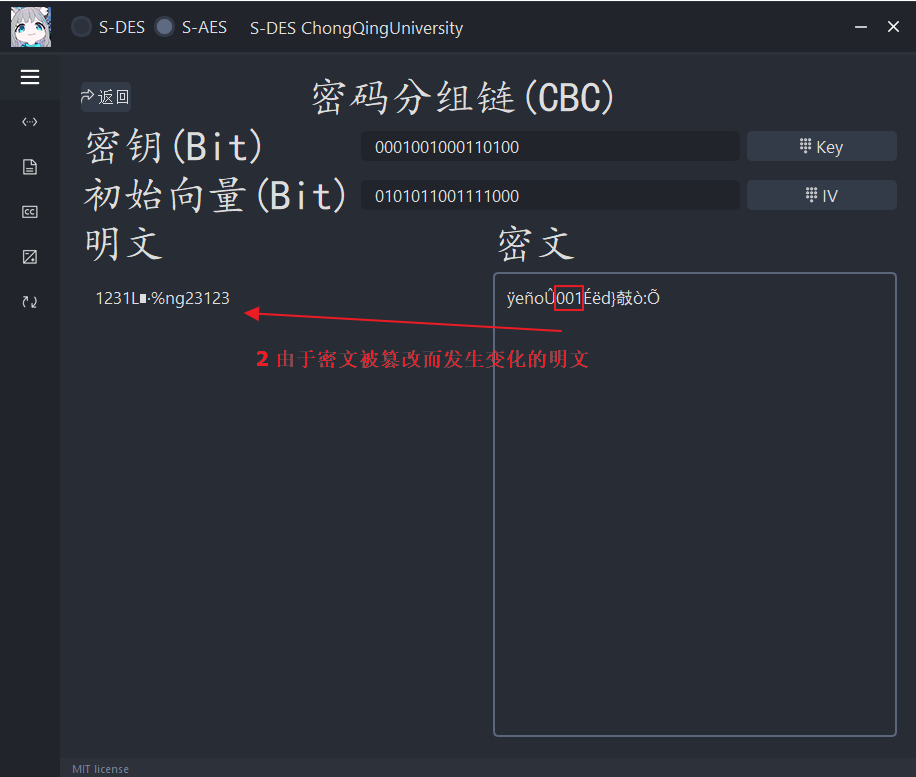 S-DES S-AES S-DES ChongQingUniversity
返回
密码分组链(CBC)
密钥(Bit) 0001001000110100 Key
初始向量(Bit) 0101011001111000 IV
明文 密文
1231L∎·%ng23123 ÿeñoÛ001Éëd}㪣ò:Õ
2 由于密文被篡改而发生变化的明文
MIT license